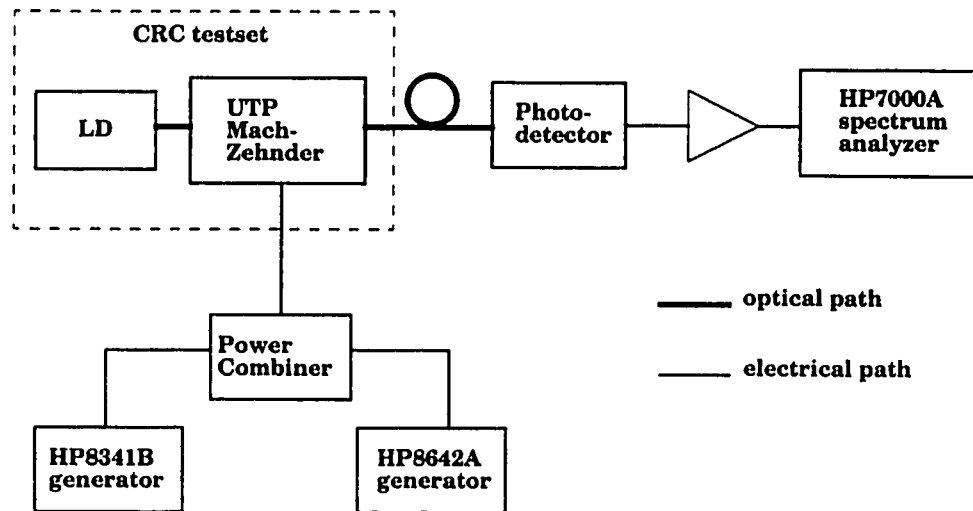 CRC testset
LD
UTP
Mach-
Zehnder
Photo-
detector
HP7000A
spectrum
analyzer
optical path
Power
Combiner
electrical path
HP8341B
generator
HP8642A
generator